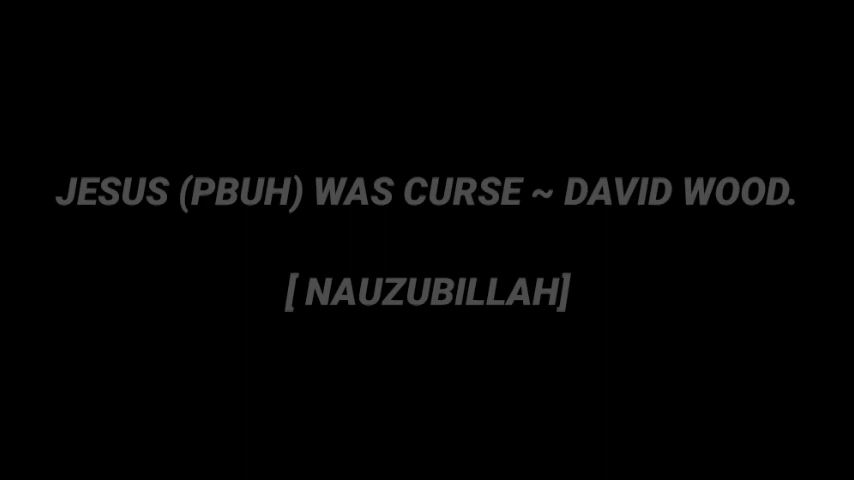 JESUS (PBUH) WAS CURSE ~ DAVID WOOD.
[ NAUZUBILLAH]